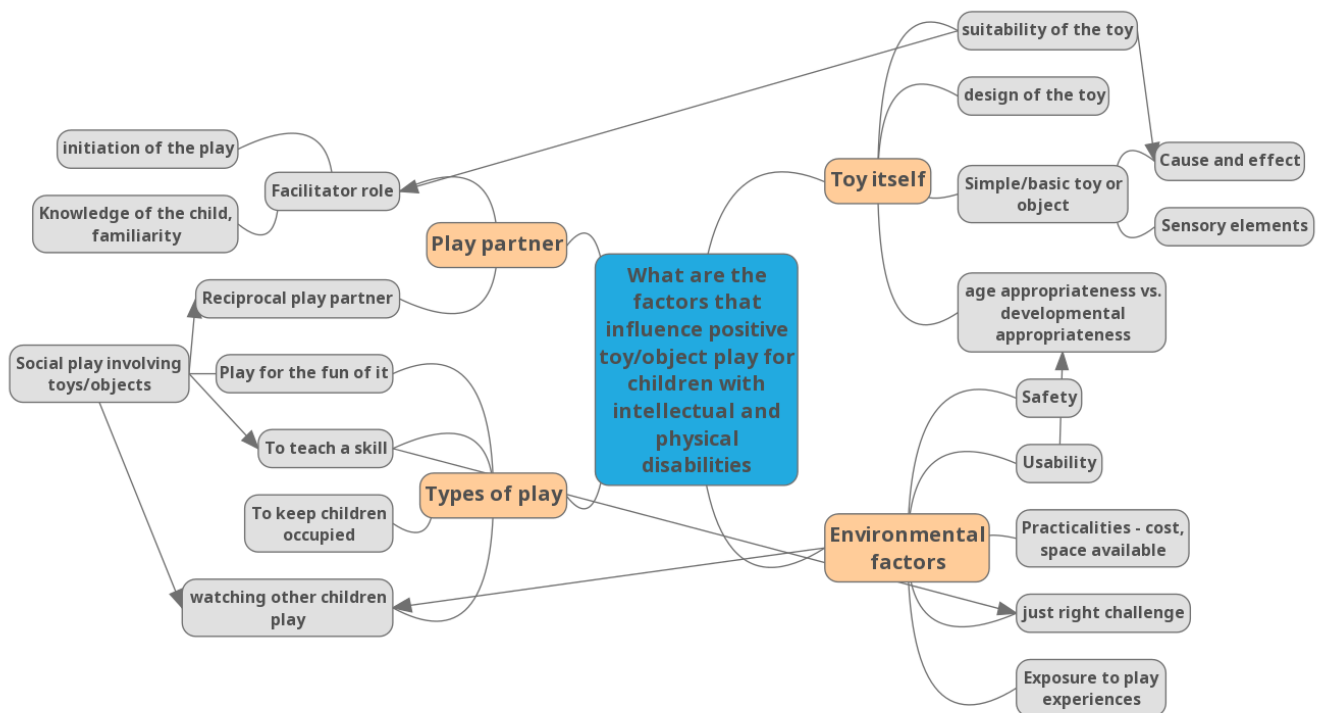 What are the
factors that
influence positive
toy/object play for
children with
intellectual and
physical
disabilities
Play partner
Facilitator role
initiation of the play
Knowledge of the child,
familiarity
Reciprocal play partner
Types of play
Social play involving
toys/objects
Play for the fun of it
To teach a skill
To keep children
occupied
watching other children
play
Toy itself
suitability of the toy
design of the toy
Simple/basic toy or
object
Cause and effect
Sensory elements
age appropriateness vs.
developmental
appropriateness
Environmental
factors
Safety
Usability
Practicalities - cost,
space available
just right challenge
Exposure to play
experiences